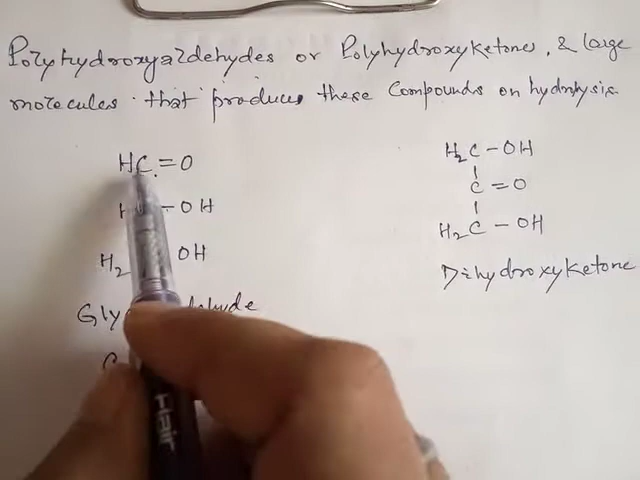 Polyhydroxyaldehydes or Polyhydroxyketones, & large
molecules that produces these compounds on hydrolysis.
HC=O
H -OH
H2 OH
H2C-OH
C=O
H2C-OH
Dihydroxyketone
Hair